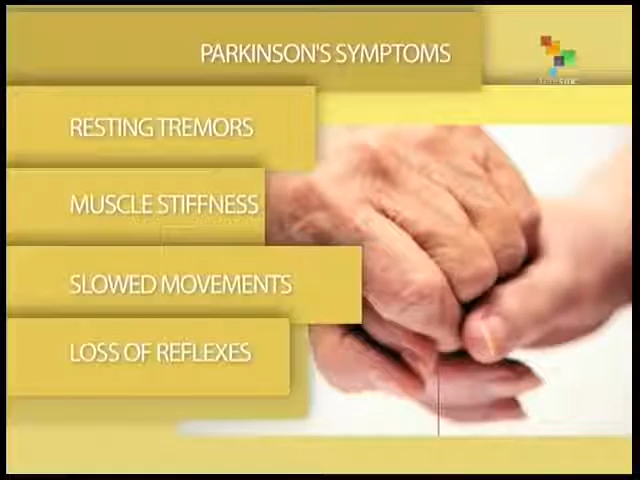 PARKINSON'S SYMPTOMS
RESTING TREMORS
MUSCLE STIFFNESS
SLOWED MOVEMENTS
LOSS OF REFLEXES